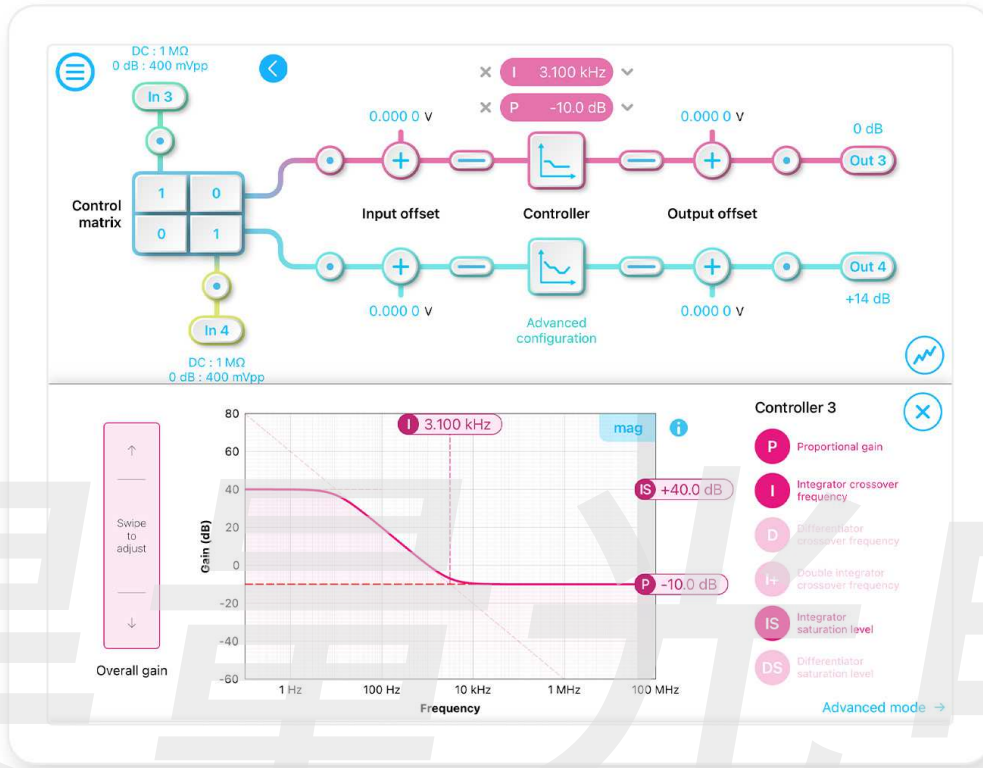 DC : 1 MΩ
0 dB : 400 mVpp
In 3
I 3.100 kHz
P -10.0 dB
0.000 0 V
0.000 0 V
0 dB
Out 3
1 0
0 1
Control
matrix
Input offset
Controller
Output offset
Out 4
+14 dB
0.000 0 V
0.000 0 V
Advanced
configuration
In 4
DC : 1 MΩ
0 dB : 400 mVpp
Controller 3
P Proportional gain
I Integrator crossover
frequency
D Differentiator
crossover frequency
I+ Double integrator
crossover frequency
IS Integrator
saturation level
DS Differentiator
saturation level
Advanced mode →
Swipe
to
adjust
Overall gain
I 3.100 kHz
mag
IS +40.0 dB
P -10.0 dB
Gain (dB)
80
60
40
20
0
-20
-40
-60
1 Hz
100 Hz
10 kHz
1 MHz
100 MHz
Frequency